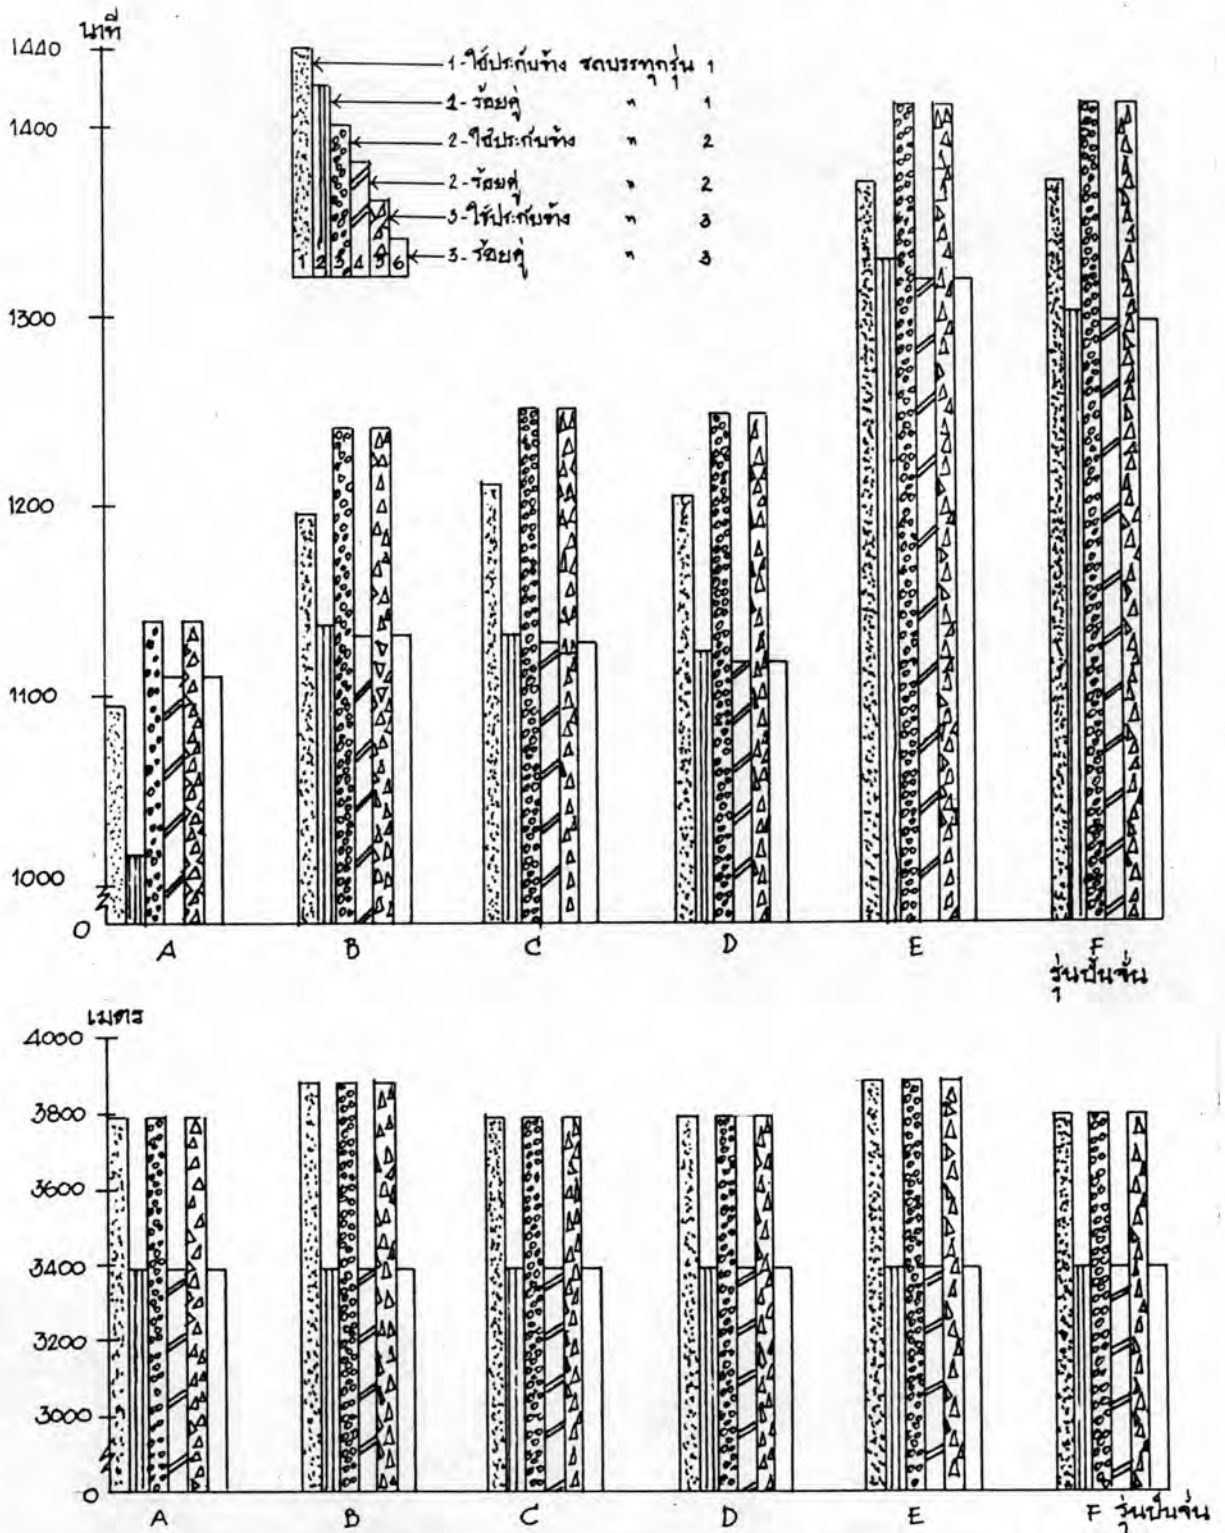 นาที
1440
1-ใช้ประกับข้าง รถบรรทุกรุ่น 1
1-ร้อยคู่ " 1
1400
2-ใช้ประกับข้าง " 2
2-ร้อยคู่ " 2
3-ใช้ประกับข้าง " 3
3-ร้อยคู่ " 3
1 2 3 4 5 6
1300
1200
1100
1000
0
A B C D E F
รุ่นปั้นจั่น
เมตร
4000
3800
3600
3400
3200
3000
0
A B C D E F รุ่นปั้นจั่น